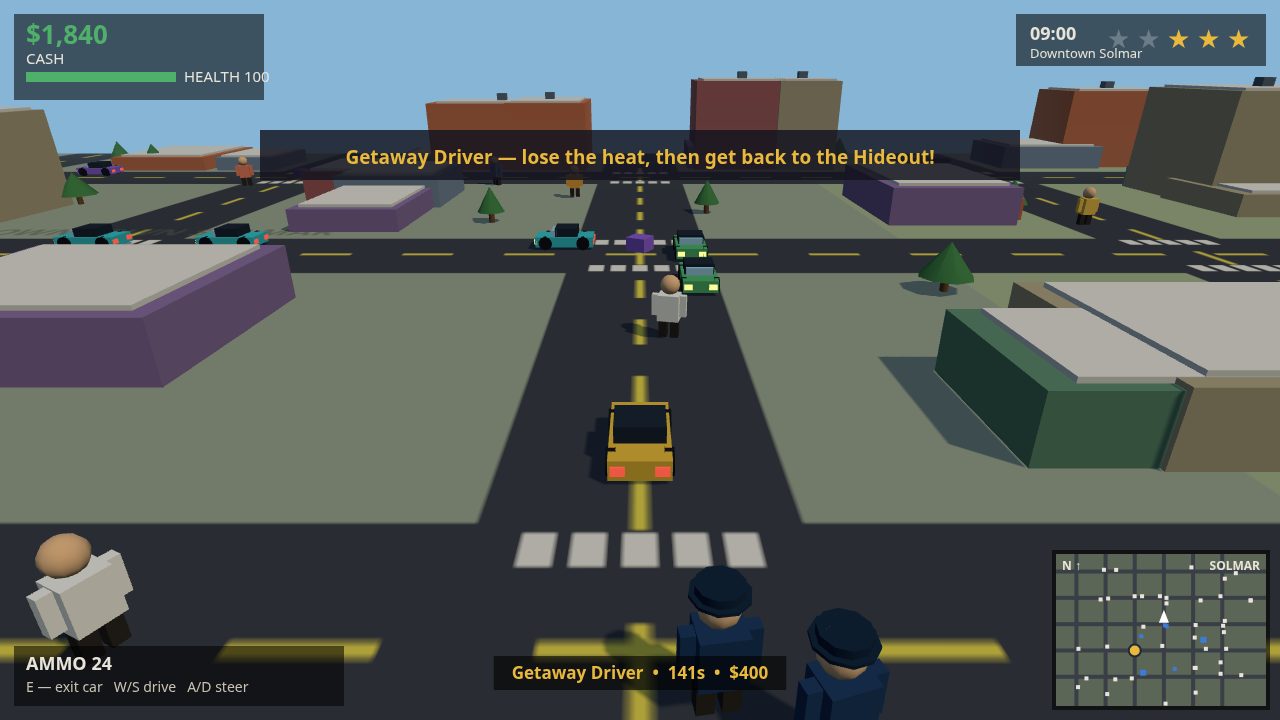 $1,840
CASH
HEALTH 100
09:00
Downtown Solmar
Getaway Driver — lose the heat, then get back to the Hideout!
AMMO 24
E — exit car W/S drive A/D steer
Getaway Driver • 141s • $400
N ↑
SOLMAR